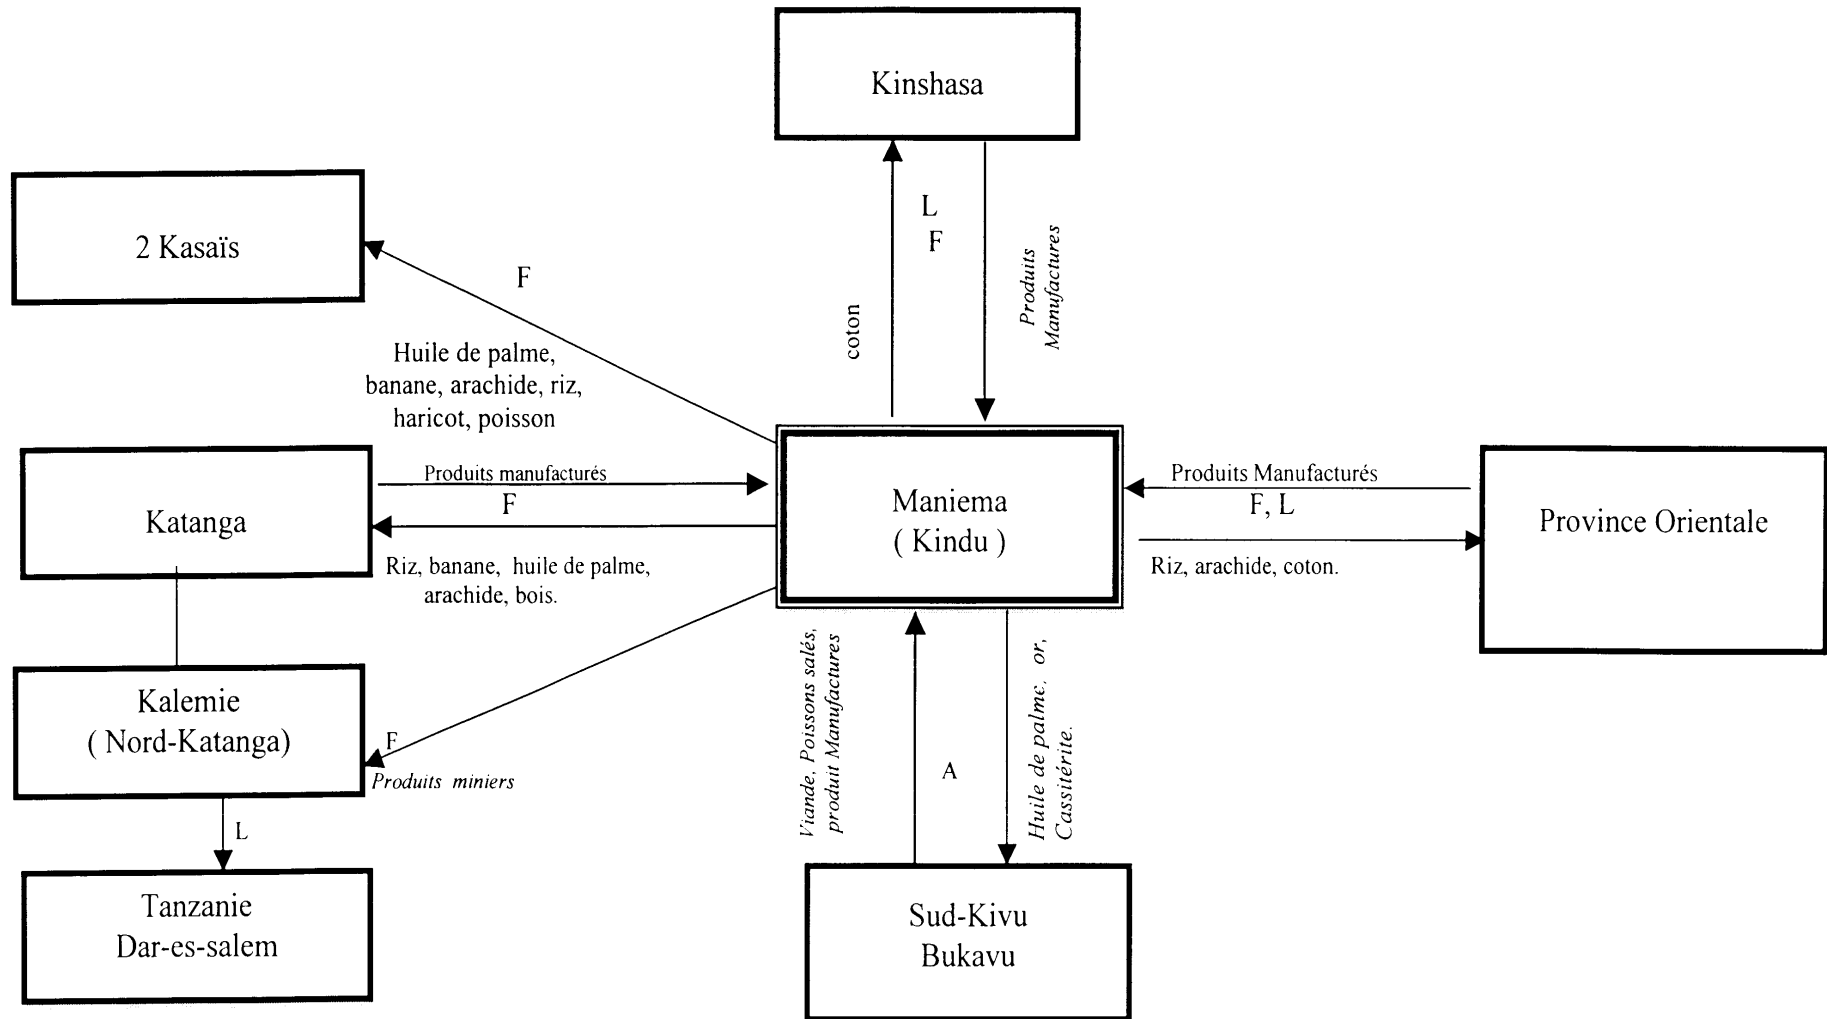 Kinshasa
2 Kasaïs
L
F
coton
Produits
Manufactures
F
Huile de palme,
banane, arachide, riz,
haricot, poisson
Katanga
Produits manufacturés
F
Riz, banane, huile de palme,
arachide, bois.
Maniema
( Kindu )
Produits Manufacturés
F, L
Riz, arachide, coton.
Province Orientale
Kalemie
( Nord-Katanga)
F
Produits miniers
L
Tanzanie
Dar-es-salem
Viande, Poissons salés,
produit Manufactures
A
Huile de palme, or,
Cassitérite.
Sud-Kivu
Bukavu